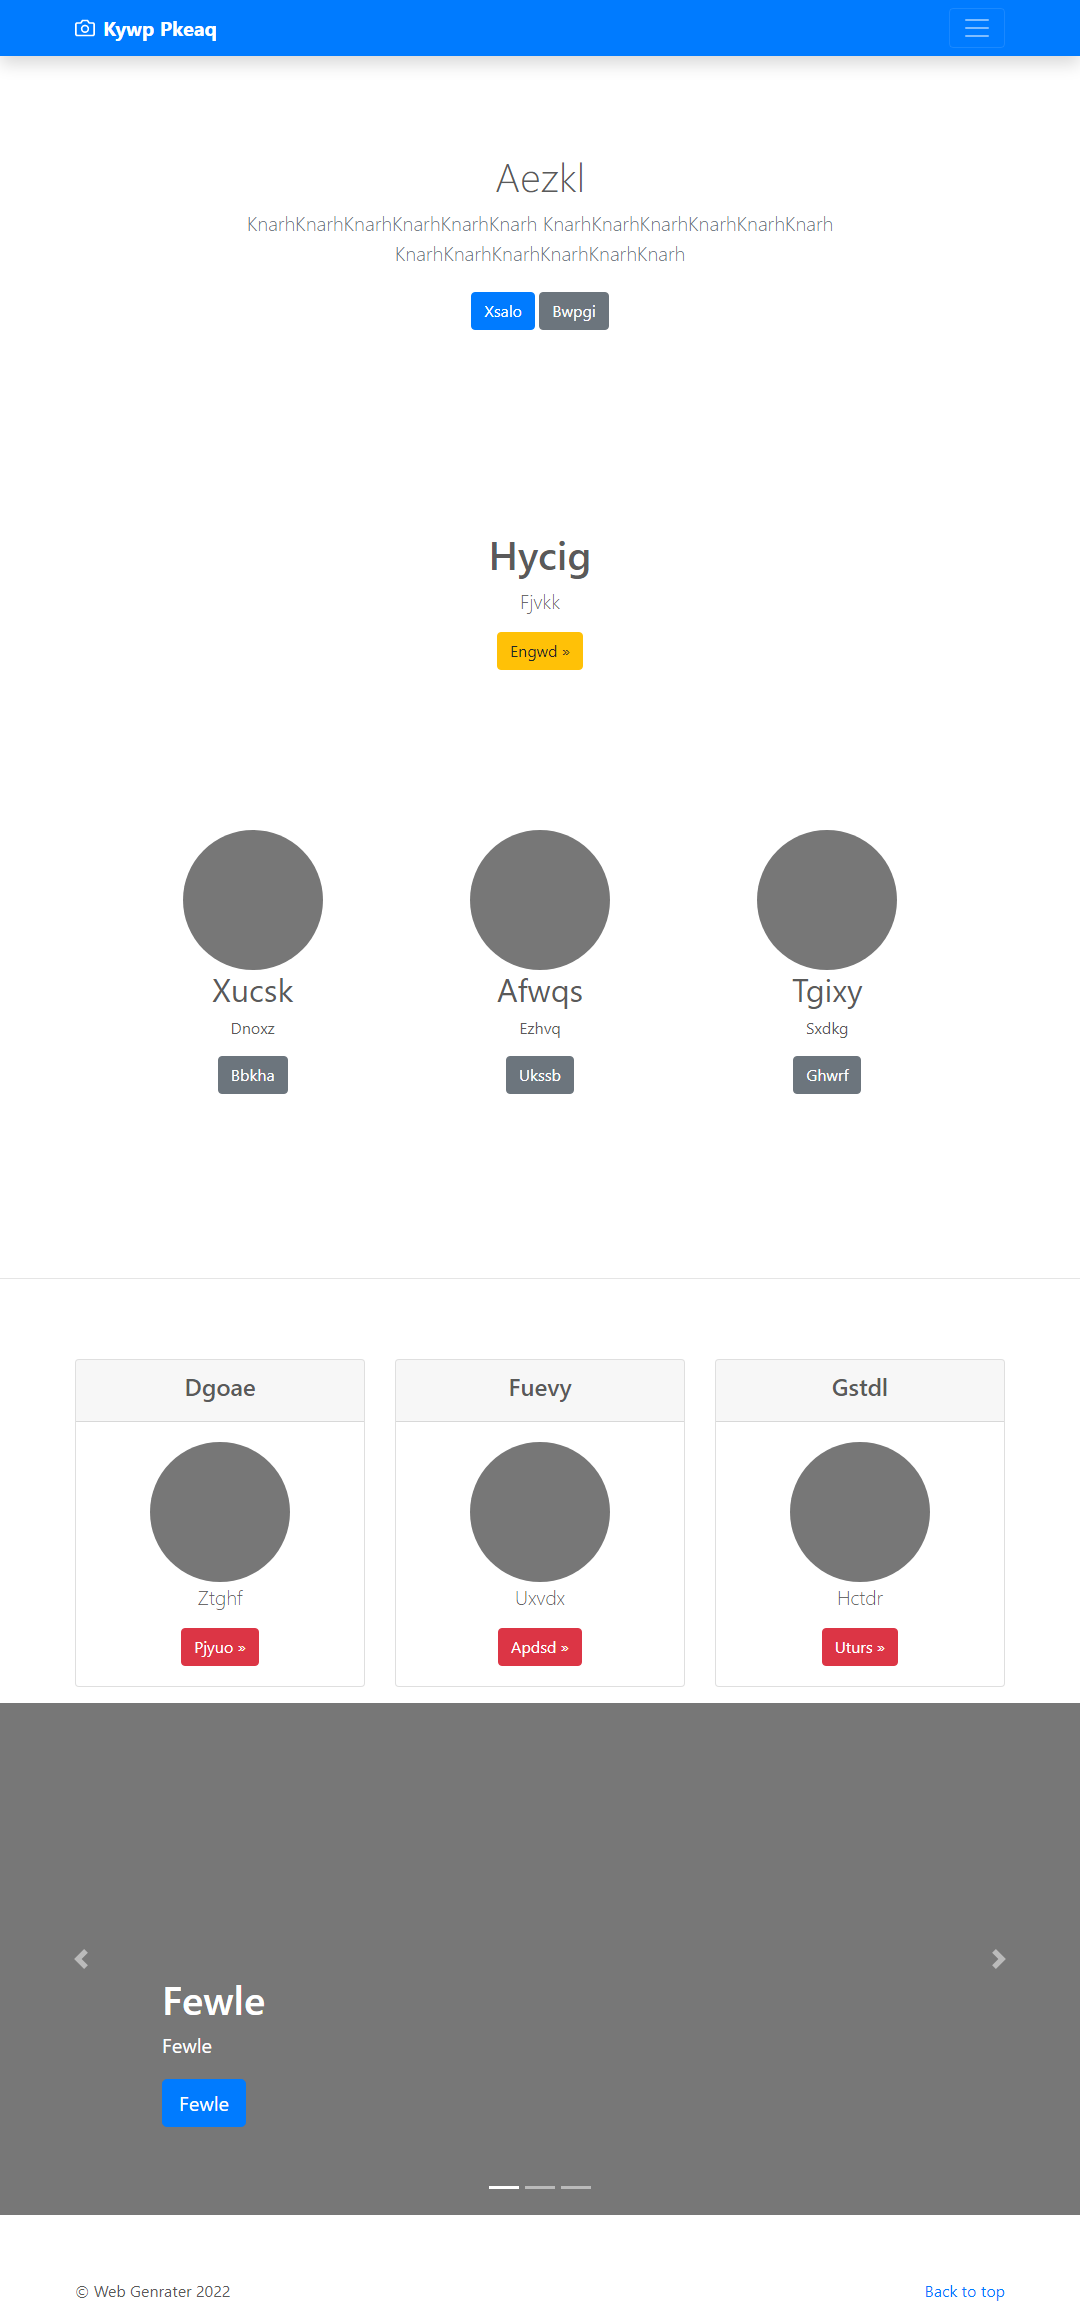 Kywp Pkeaq
Aezkl
KnarhKnarhKnarhKnarhKnarhKnarh KnarhKnarhKnarhKnarhKnarhKnarh
KnarhKnarhKnarhKnarhKnarhKnarh
Xsalo Bwpgi
Hycig
Fjvkk
Engwd »
Xucsk
Dnoxz
Bbkha
Afwqs
Ezhvq
Ukssb
Tgixy
Sxdkg
Ghwrf
Dgoae
Ztghf
Pjyuo »
Fuevy
Uxvdx
Apdsd »
Gstdl
Hctdr
Uturs »
Fewle
Fewle
Fewle
© Web Genrater 2022
Back to top